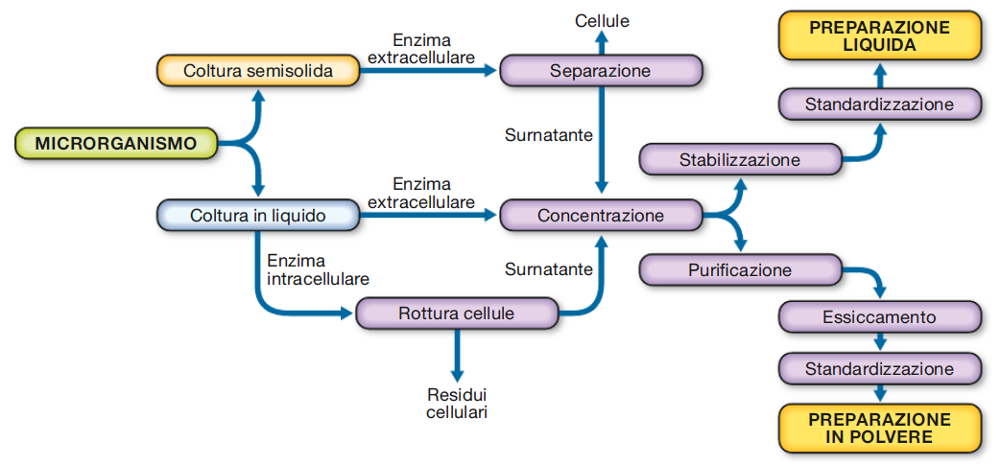 Cellule
PREPARAZIONE
LIQUIDA
Enzima
extracellulare
Coltura semisolida
Separazione
Standardizzazione
Surnatante
MICRORGANISMO
Stabilizzazione
Enzima
extracellulare
Coltura in liquido
Concentrazione
Enzima
intracellulare
Surnatante
Purificazione
Rottura cellule
Essiccamento
Standardizzazione
Residui
cellulari
PREPARAZIONE
IN POLVERE